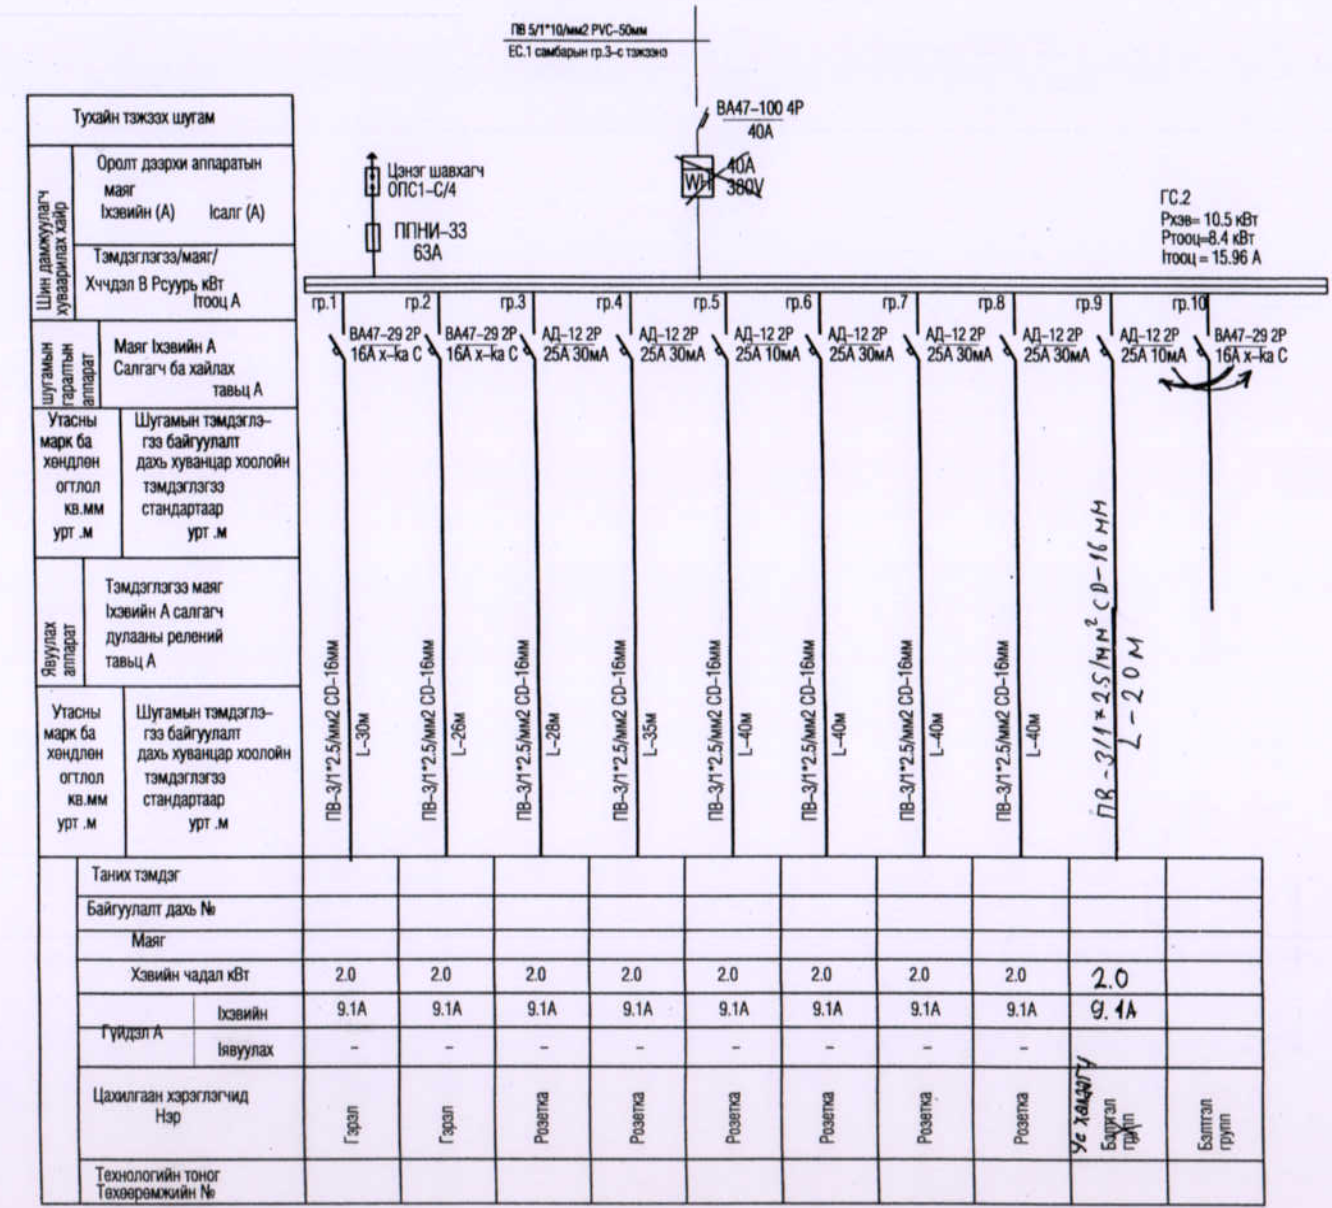 ПВ 5/1*10/мм2 PVC-50мм
ЕС.1 самбарын гр.3-с тэжээнэ
ВА47-100 4Р
40А
WH
40А
380V
Цэнэг шавхагч
ОПС1-С/4
ППНИ-33
63А
ГС.2
Рхэв= 10.5 кВт
Ртооц=8.4 кВт
Iтооц = 15.96 А
Тухайн тэжээх шугам
Шин дамжуулагч
хуваарилах хайр
Оролт дээрхи аппаратын
маяг
Iхэвийн (А) Iсалг (А)
Тэмдэглэгээ/маяг/
Хүчдэл В Рсуурь кВт
Iтооц А
гр.1 гр.2 гр.3 гр.4 гр.5 гр.6 гр.7 гр.8 гр.9 гр.10
шугамын
гаралтын
аппарат
Маяг Iхэвийн А
Салгагч ба хайлах
тавьц А
ВА47-29 2Р ВА47-29 2Р АД-12 2Р АД-12 2Р АД-12 2Р АД-12 2Р АД-12 2Р АД-12 2Р АД-12 2Р ВА47-29 2Р
16А х-ка С 16А х-ка С 25А 30мА 25А 30мА 25А 10мА 25А 30мА 25А 30мА 25А 30мА 25А 10мА 16А х-ка С
Утасны
марк ба
хөндлөн
огтлол
кв.мм
урт .м
Шугамын тэмдэглэ-
гээ байгуулалт
дахь хуванцар хоолойн
тэмдэглэгээ
стандартаар
урт .м
Явуулах
аппарат
Тэмдэглэгээ маяг
Iхэвийн А салгагч
дулааны релений
тавьц А
Утасны
марк ба
хөндлөн
огтлол
кв.мм
урт .м
Шугамын тэмдэглэ-
гээ байгуулалт
дахь хуванцар хоолойн
тэмдэглэгээ
стандартаар
урт .м
ПВ-3/1*2.5/мм2 CD-16мм
L-30м
ПВ-3/1*2.5/мм2 CD-16мм
L-26м
ПВ-3/1*2.5/мм2 CD-16мм
L-28м
ПВ-3/1*2.5/мм2 CD-16мм
L-35м
ПВ-3/1*2.5/мм2 CD-16мм
L-40м
ПВ-3/1*2.5/мм2 CD-16мм
L-40м
ПВ-3/1*2.5/мм2 CD-16мм
L-40м
ПВ-3/1*2.5/мм2 CD-16мм
L-40м
ПВ-3/1*2.5/мм² CD-16 мм
L-20 м
Таних тэмдэг
Байгуулалт дахь №
Маяг
Хэвийн чадал кВт 2.0 2.0 2.0 2.0 2.0 2.0 2.0 2.0 2.0
Гүйдэл А
Iхэвийн 9.1А 9.1А 9.1А 9.1А 9.1А 9.1А 9.1А 9.1А 9.1А
Iявуулах - - - - - - - -
Цахилгаан хэрэглэгчид
Нэр
Гэрэл
Гэрэл
Розетка
Розетка
Розетка
Розетка
Розетка
Розетка
Ус
Бэлтгэл
групп
Бэлтгэл
групп
Технологийн тоног
Төхөөрөмжийн №